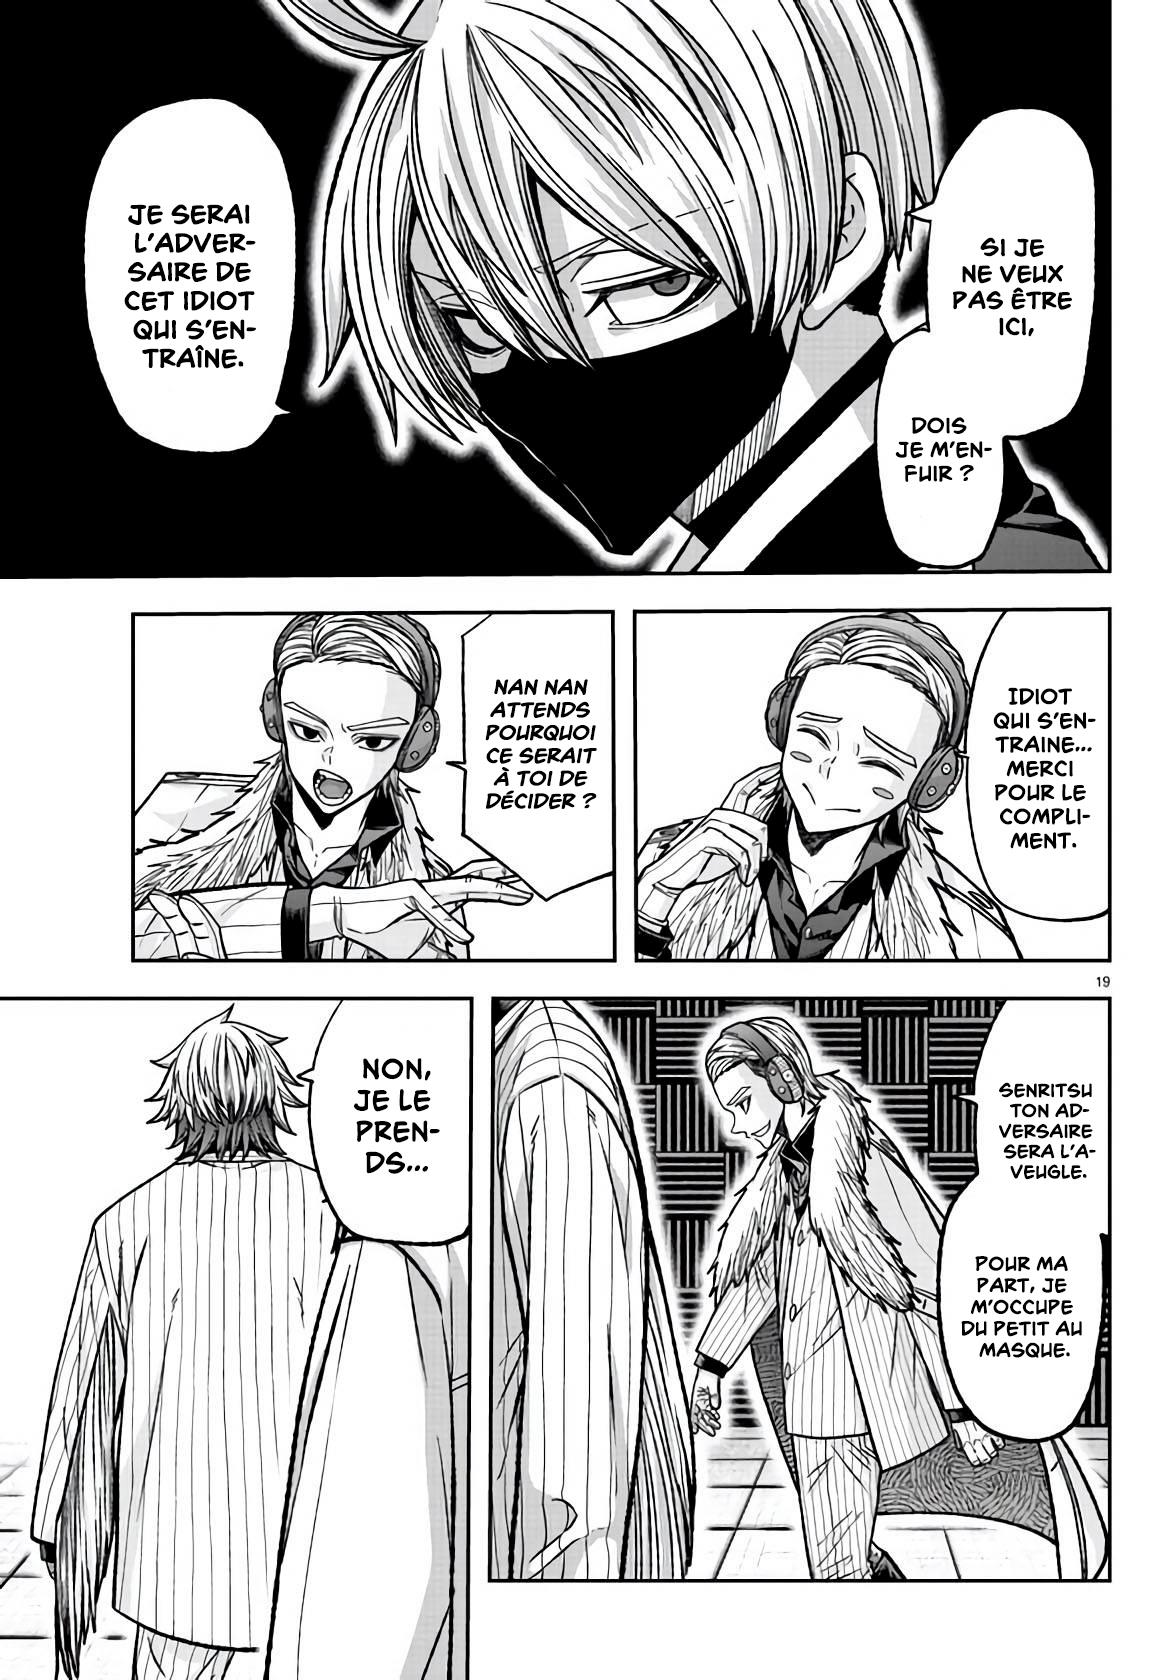 SI JE
NE VEUX
PAS ÊTRE
ICI,
DOIS
JE M'EN-
FUIR ?
JE SERAI
L'ADVER-
SAIRE DE
CET IDIOT
QUI S'EN-
TRAÎNE.
IDIOT
QUI S'EN-
TRAINE...
MERCI
POUR LE
COMPLI-
MENT.
NAN NAN
ATTENDS
POURQUOI
CE SERAIT
À TOI DE
DÉCIDER ?
19
SENRITSU
TON AD-
VERSAIRE
SERA L'A-
VEUGLE.
POUR MA
PART, JE
M'OCCUPE
DU PETIT AU
MASQUE.
NON,
JE LE
PREN-
DS...